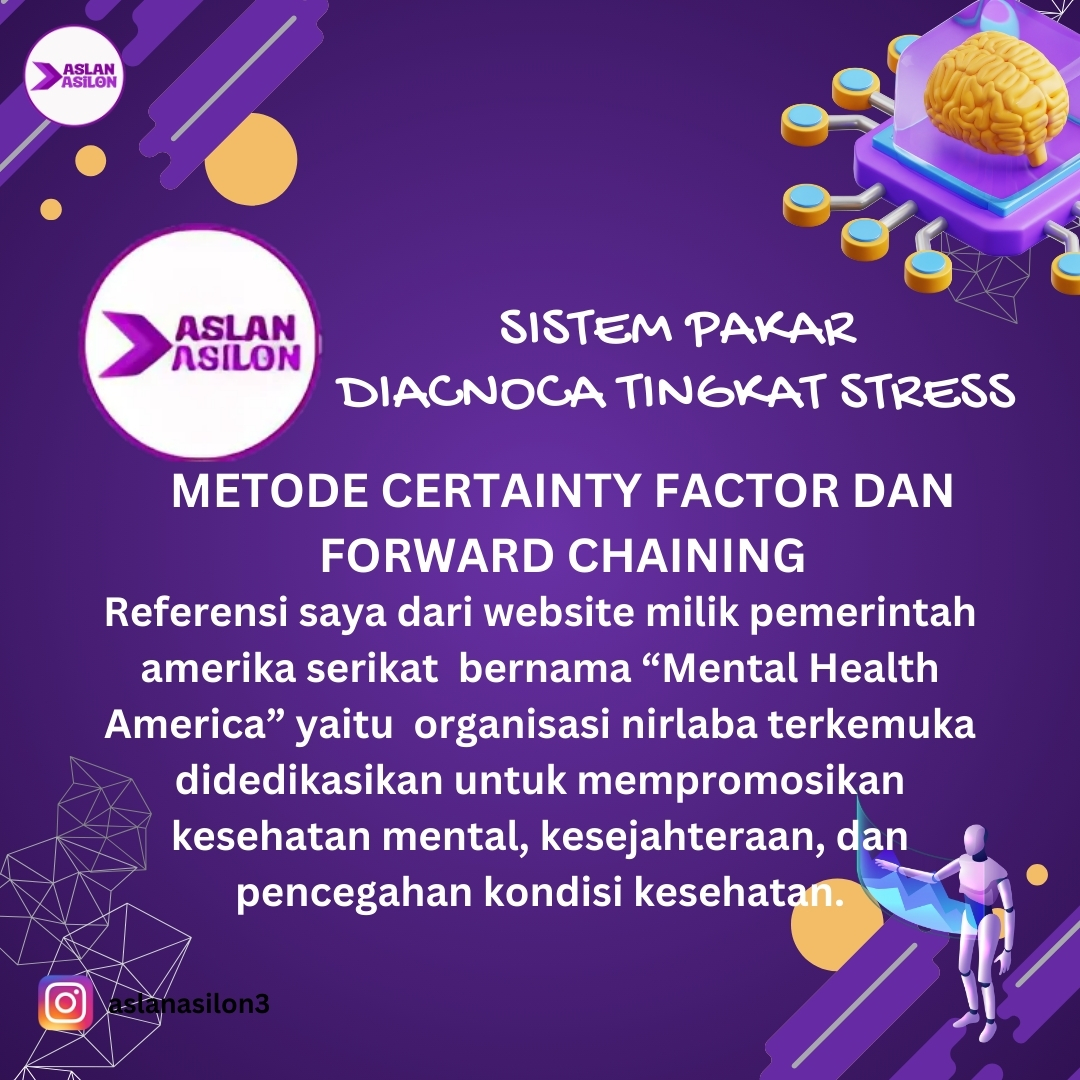 ASLAN
ASILON
ASLAN
ASILON
SISTEM PAKAR
DIACNOCA TINGKAT STRESS
METODE CERTAINTY FACTOR DAN
FORWARD CHAINING
Referensi saya dari website milik pemerintah
amerika serikat bernama “Mental Health
America” yaitu organisasi nirlaba terkemuka
didedikasikan untuk mempromosikan
kesehatan mental, kesejahteraan, dan
pencegahan kondisi kesehatan.
aslanasilon3